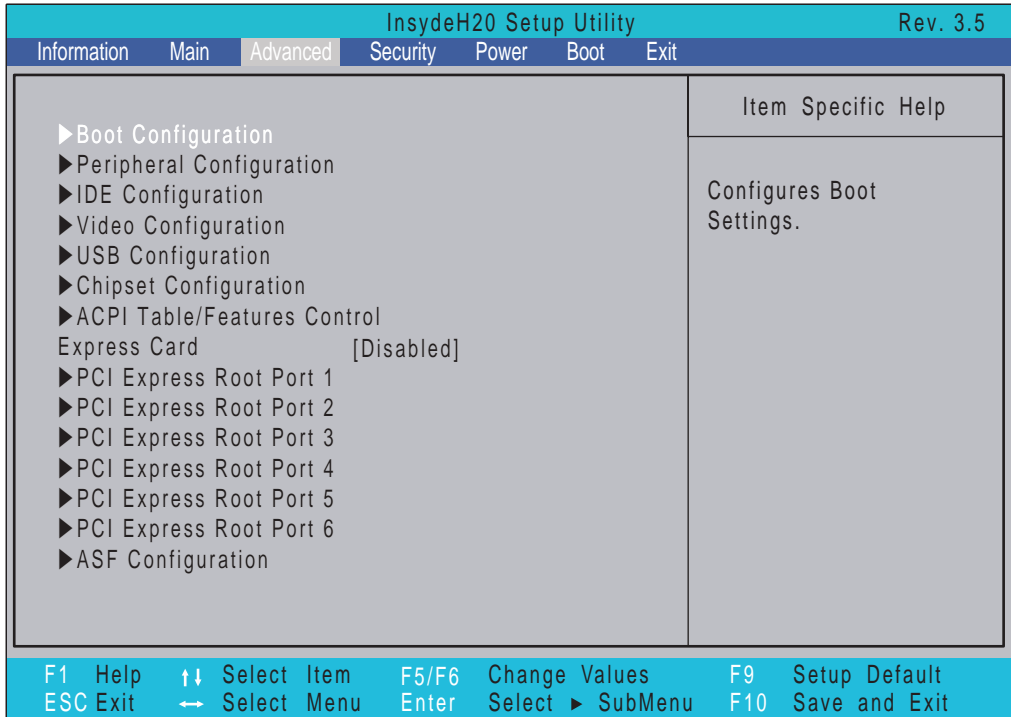 InsydeH20 Setup Utility Rev. 3.5
Information Main Advanced Security Power Boot Exit
Item Specific Help
▶Boot Configuration
▶Peripheral Configuration
▶IDE Configuration
▶Video Configuration
▶USB Configuration
▶Chipset Configuration
▶ACPI Table/Features Control
Express Card [Disabled]
▶PCI Express Root Port 1
▶PCI Express Root Port 2
▶PCI Express Root Port 3
▶PCI Express Root Port 4
▶PCI Express Root Port 5
▶PCI Express Root Port 6
▶ASF Configuration
Configures Boot
Settings.
F1 Help ↑↓ Select Item F5/F6 Change Values F9 Setup Default
ESC Exit ↔ Select Menu Enter Select ▶ SubMenu F10 Save and Exit